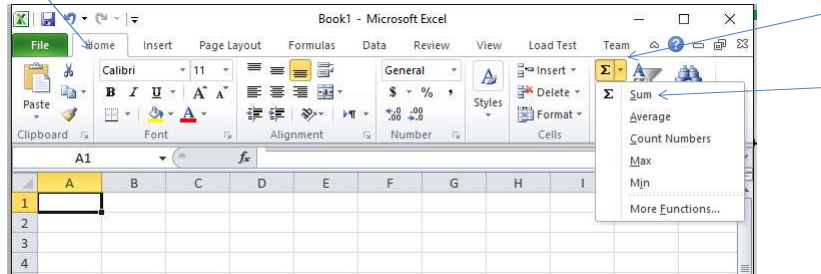 Book1 - Microsoft Excel
File Home Insert Page Layout Formulas Data Review View Load Test Team
Calibri 11 General Insert Σ
Paste B I U A A $ % , Styles Delete
A .00 Format
Clipboard Font Alignment Number Cells
Σ Sum
Average
Count Numbers
Max
Min
More Functions...
A1 fx
A B C D E F G H I
1
2
3
4